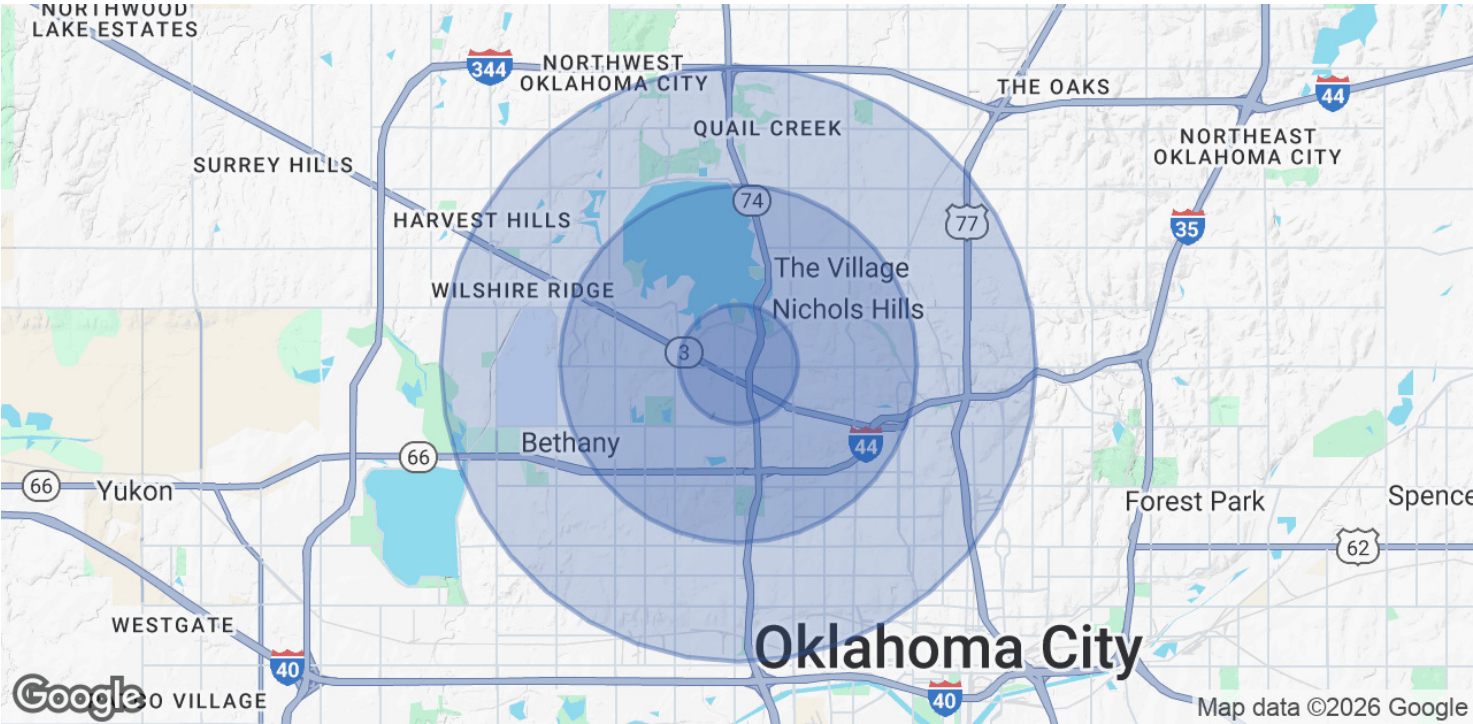 NORTHWOOD
LAKE ESTATES
344
NORTHWEST
OKLAHOMA CITY
THE OAKS
44
QUAIL CREEK
NORTHEAST
OKLAHOMA CITY
SURREY HILLS
74
HARVEST HILLS
77
35
The Village
WILSHIRE RIDGE
Nichols Hills
3
Bethany
44
66
66
Yukon
Forest Park
Spence
62
WESTGATE
Oklahoma City
40
Google
VILLAGE
40
Map data ©2026 Google